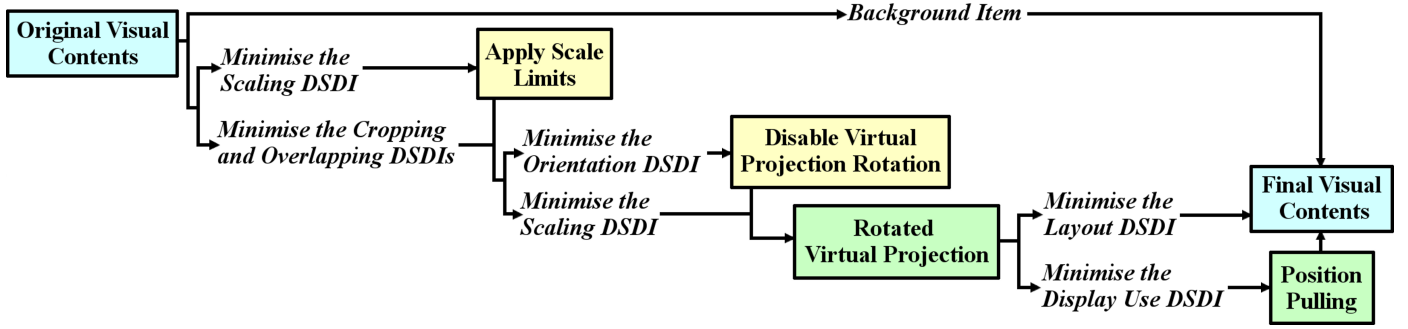 Original Visual
Contents
Background Item
Minimise the
Scaling DSDI
Apply Scale
Limits
Minimise the Cropping
and Overlapping DSDIs
Minimise the
Orientation DSDI
Disable Virtual
Projection Rotation
Minimise the
Scaling DSDI
Rotated
Virtual Projection
Minimise the
Layout DSDI
Final Visual
Contents
Minimise the
Display Use DSDI
Position
Pulling